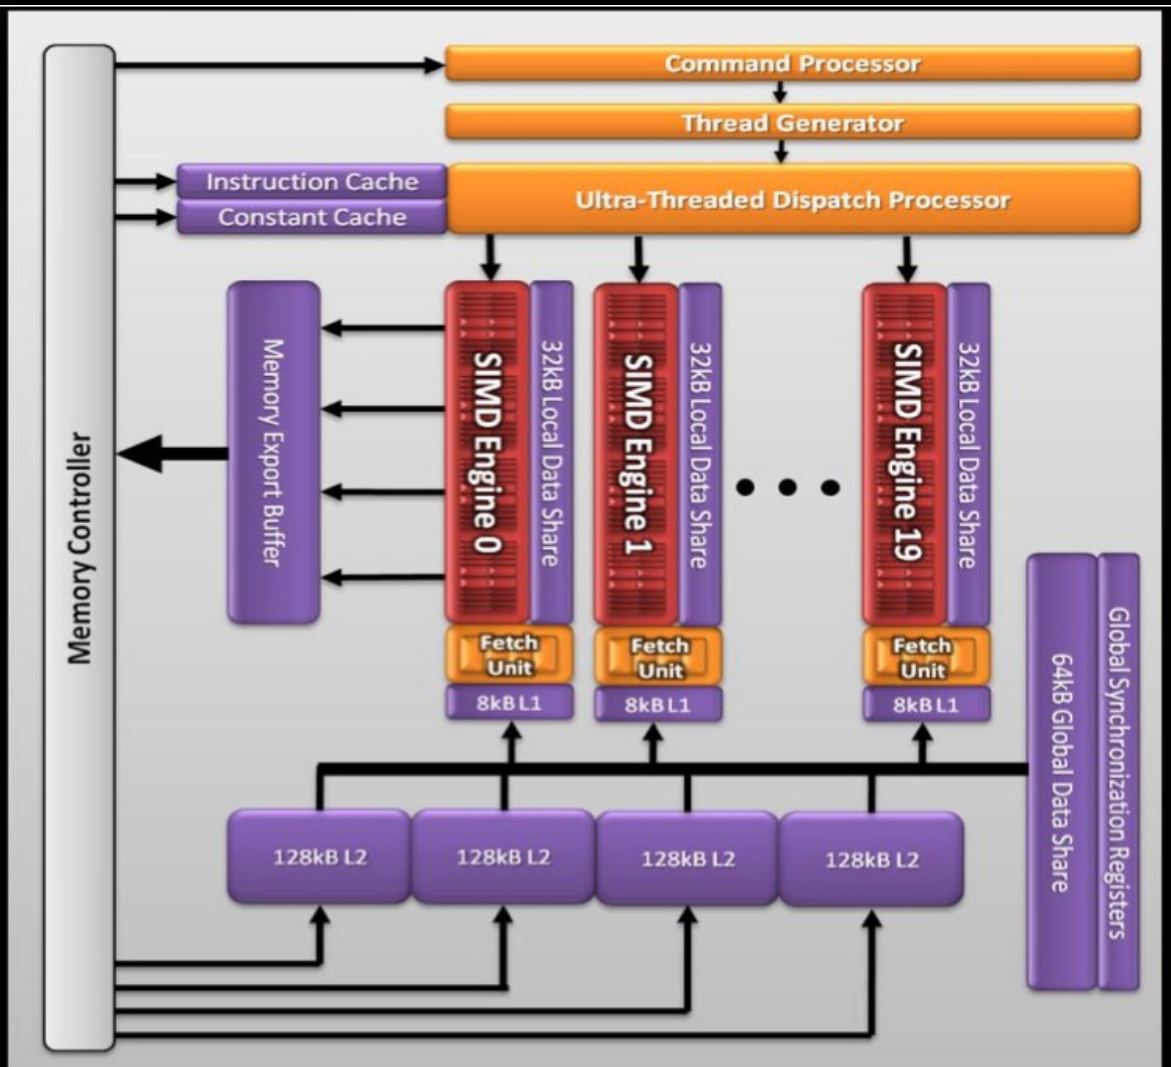 Command Processor
Thread Generator
Instruction Cache
Constant Cache
Ultra-Threaded Dispatch Processor
Memory Controller
Memory Export Buffer
SIMD Engine 0
32kB Local Data Share
SIMD Engine 1
32kB Local Data Share
SIMD Engine 19
32kB Local Data Share
Fetch
Unit
Fetch
Unit
Fetch
Unit
8kB L1
8kB L1
8kB L1
64kB Global Data Share
Global Synchronization Registers
128kB L2
128kB L2
128kB L2
128kB L2